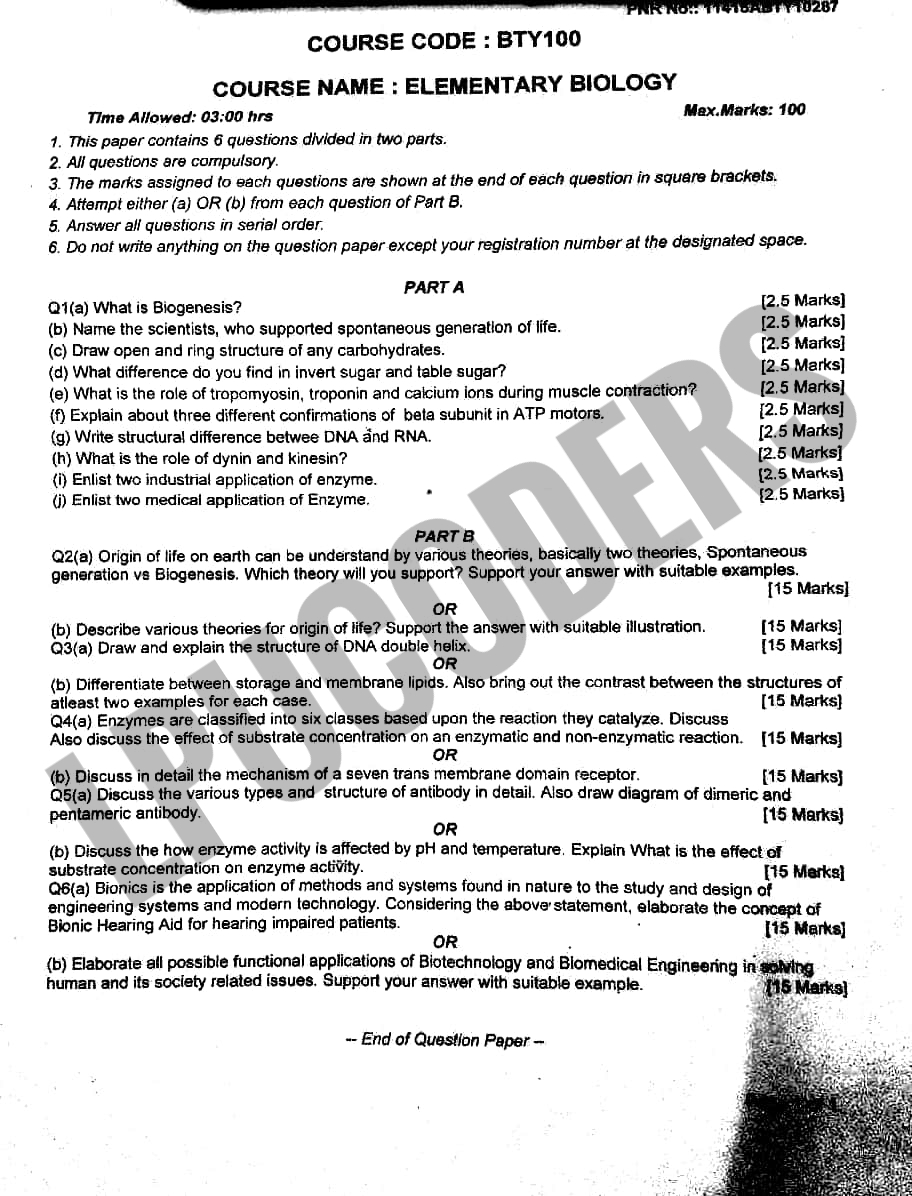 PNR No:: 11418ABTY10287
COURSE CODE : BTY100
COURSE NAME : ELEMENTARY BIOLOGY
Time Allowed: 03:00 hrs Max.Marks: 100
1. This paper contains 6 questions divided in two parts.
2. All questions are compulsory.
3. The marks assigned to each questions are shown at the end of each question in square brackets.
4. Attempt either (a) OR (b) from each question of Part B.
5. Answer all questions in serial order.
6. Do not write anything on the question paper except your registration number at the designated space.
PART A
Q1(a) What is Biogenesis? [2.5 Marks]
(b) Name the scientists, who supported spontaneous generation of life. [2.5 Marks]
(c) Draw open and ring structure of any carbohydrates. [2.5 Marks]
(d) What difference do you find in invert sugar and table sugar? [2.5 Marks]
(e) What is the role of tropomyosin, troponin and calcium ions during muscle contraction? [2.5 Marks]
(f) Explain about three different confirmations of beta subunit in ATP motors. [2.5 Marks]
(g) Write structural difference betwee DNA and RNA. [2.5 Marks]
(h) What is the role of dynin and kinesin? [2.5 Marks]
(i) Enlist two industrial application of enzyme. [2.5 Marks]
(j) Enlist two medical application of Enzyme. [2.5 Marks]
PART B
Q2(a) Origin of life on earth can be understand by various theories, basically two theories, Spontaneous
generation vs Biogenesis. Which theory will you support? Support your answer with suitable examples.
[15 Marks]
OR
(b) Describe various theories for origin of life? Support the answer with suitable illustration. [15 Marks]
Q3(a) Draw and explain the structure of DNA double helix. [15 Marks]
OR
(b) Differentiate between storage and membrane lipids. Also bring out the contrast between the structures of
atleast two examples for each case. [15 Marks]
Q4(a) Enzymes are classified into six classes based upon the reaction they catalyze. Discuss
Also discuss the effect of substrate concentration on an enzymatic and non-enzymatic reaction. [15 Marks]
OR
(b) Discuss in detail the mechanism of a seven trans membrane domain receptor. [15 Marks]
Q5(a) Discuss the various types and structure of antibody in detail. Also draw diagram of dimeric and
pentameric antibody. [15 Marks]
OR
(b) Discuss the how enzyme activity is affected by pH and temperature. Explain What is the effect of
substrate concentration on enzyme activity. [15 Marks]
Q6(a) Bionics is the application of methods and systems found in nature to the study and design of
engineering systems and modern technology. Considering the above statement, elaborate the concept of
Bionic Hearing Aid for hearing impaired patients. [15 Marks]
OR
(b) Elaborate all possible functional applications of Biotechnology and Biomedical Engineering in solving
human and its society related issues. Support your answer with suitable example. [15 Marks]
-- End of Question Paper --
LPUCODERS